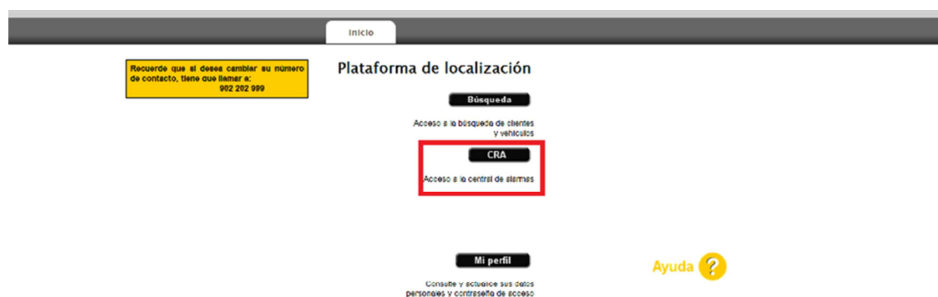 Inicio
Recuerde que si desea cambiar su número
de contacto, tiene que llamar a:
902 202 999
Plataforma de localización
Búsqueda
Acceso a la búsqueda de clientes
y vehículos
CRA
Acceso a la central de alarmas
Mi perfil
Consulte y actualice sus datos
personales y contraseña de acceso
Ayuda ?